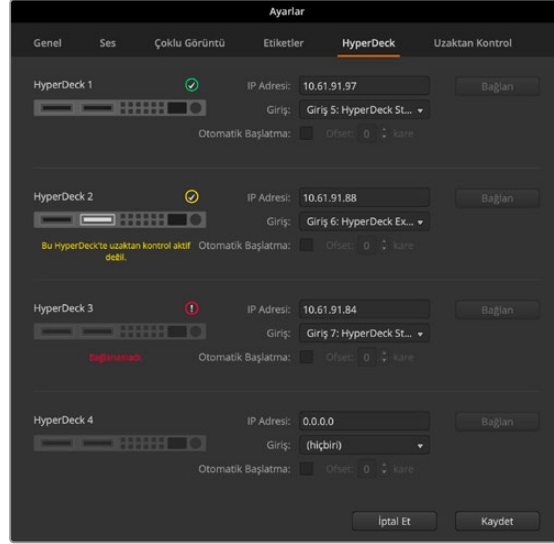 Ayarlar
Genel Ses Çoklu Görüntü Etiketler HyperDeck Uzaktan Kontrol
HyperDeck 1 IP Adresi: 10.61.91.97 Bağlan
Giriş: Giriş 5: HyperDeck St...
Otomatik Başlatma: Ofset: 0 kare
HyperDeck 2 IP Adresi: 10.61.91.88 Bağlan
Giriş: Giriş 6: HyperDeck Ex...
Bu HyperDeck'te uzaktan kontrol aktif Otomatik Başlatma: Ofset: 0 kare
değil.
HyperDeck 3 IP Adresi: 10.61.91.84 Bağlan
Giriş: Giriş 7: HyperDeck St...
Bağlanamadı. Otomatik Başlatma: Ofset: 0 kare
HyperDeck 4 IP Adresi: 0.0.0.0 Bağlan
Giriş: (hiçbiri)
Otomatik Başlatma: Ofset: 0 kare
İptal Et Kaydet